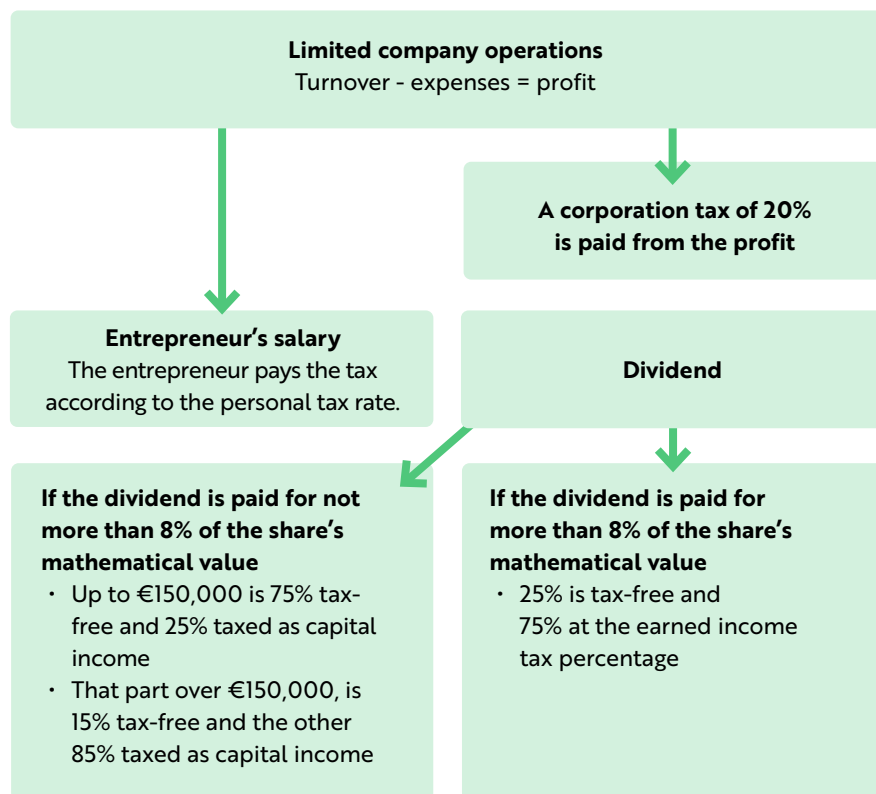 Limited company operations
Turnover - expenses = profit
A corporation tax of 20%
is paid from the profit
Entrepreneur's salary
The entrepreneur pays the tax
according to the personal tax rate.
Dividend
If the dividend is paid for not
more than 8% of the share's
mathematical value
· Up to €150,000 is 75% tax-
free and 25% taxed as capital
income
· That part over €150,000, is
15% tax-free and the other
85% taxed as capital income
If the dividend is paid for
more than 8% of the share's
mathematical value
· 25% is tax-free and
75% at the earned income
tax percentage